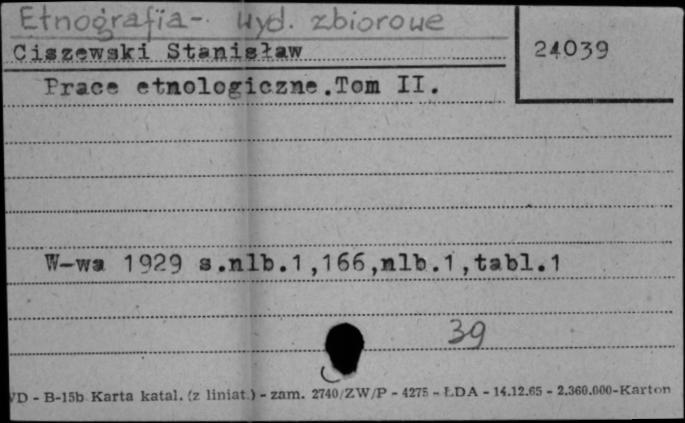 Etnografia - wyd. zbiorowe
Ciszewski Stanisław
24039
Prace etnologiczne.Tom II.
W-wa 1929 s.nlb.1,166,nlb.1,tabl.1
39
D - B-15b Karta katal. (z liniat.) - zam. 2740/ZW/P - 4275 - ŁDA - 14.12.65 - 2.360.000-Karton